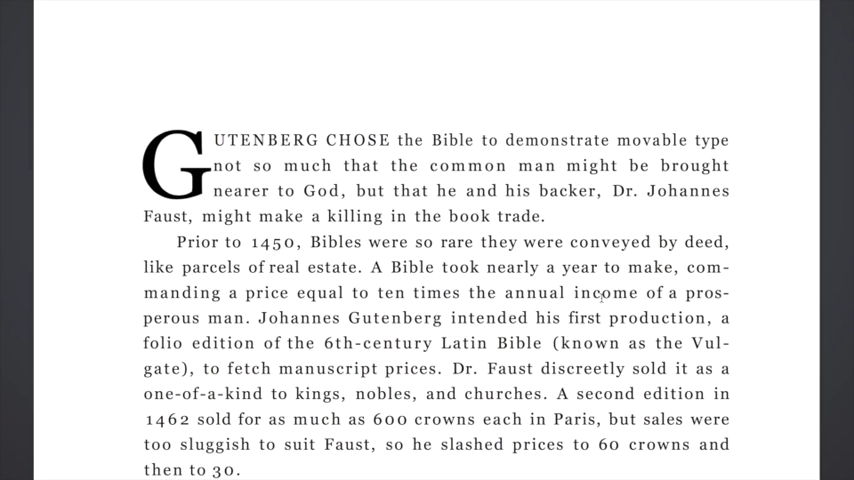 GUTENBERG CHOSE the Bible to demonstrate movable type
not so much that the common man might be brought
nearer to God, but that he and his backer, Dr. Johannes
Faust, might make a killing in the book trade.
Prior to 1450, Bibles were so rare they were conveyed by deed,
like parcels of real estate. A Bible took nearly a year to make, com-
manding a price equal to ten times the annual income of a pros-
perous man. Johannes Gutenberg intended his first production, a
folio edition of the 6th-century Latin Bible (known as the Vul-
gate), to fetch manuscript prices. Dr. Faust discreetly sold it as a
one-of-a-kind to kings, nobles, and churches. A second edition in
1462 sold for as much as 600 crowns each in Paris, but sales were
too sluggish to suit Faust, so he slashed prices to 60 crowns and
then to 30.